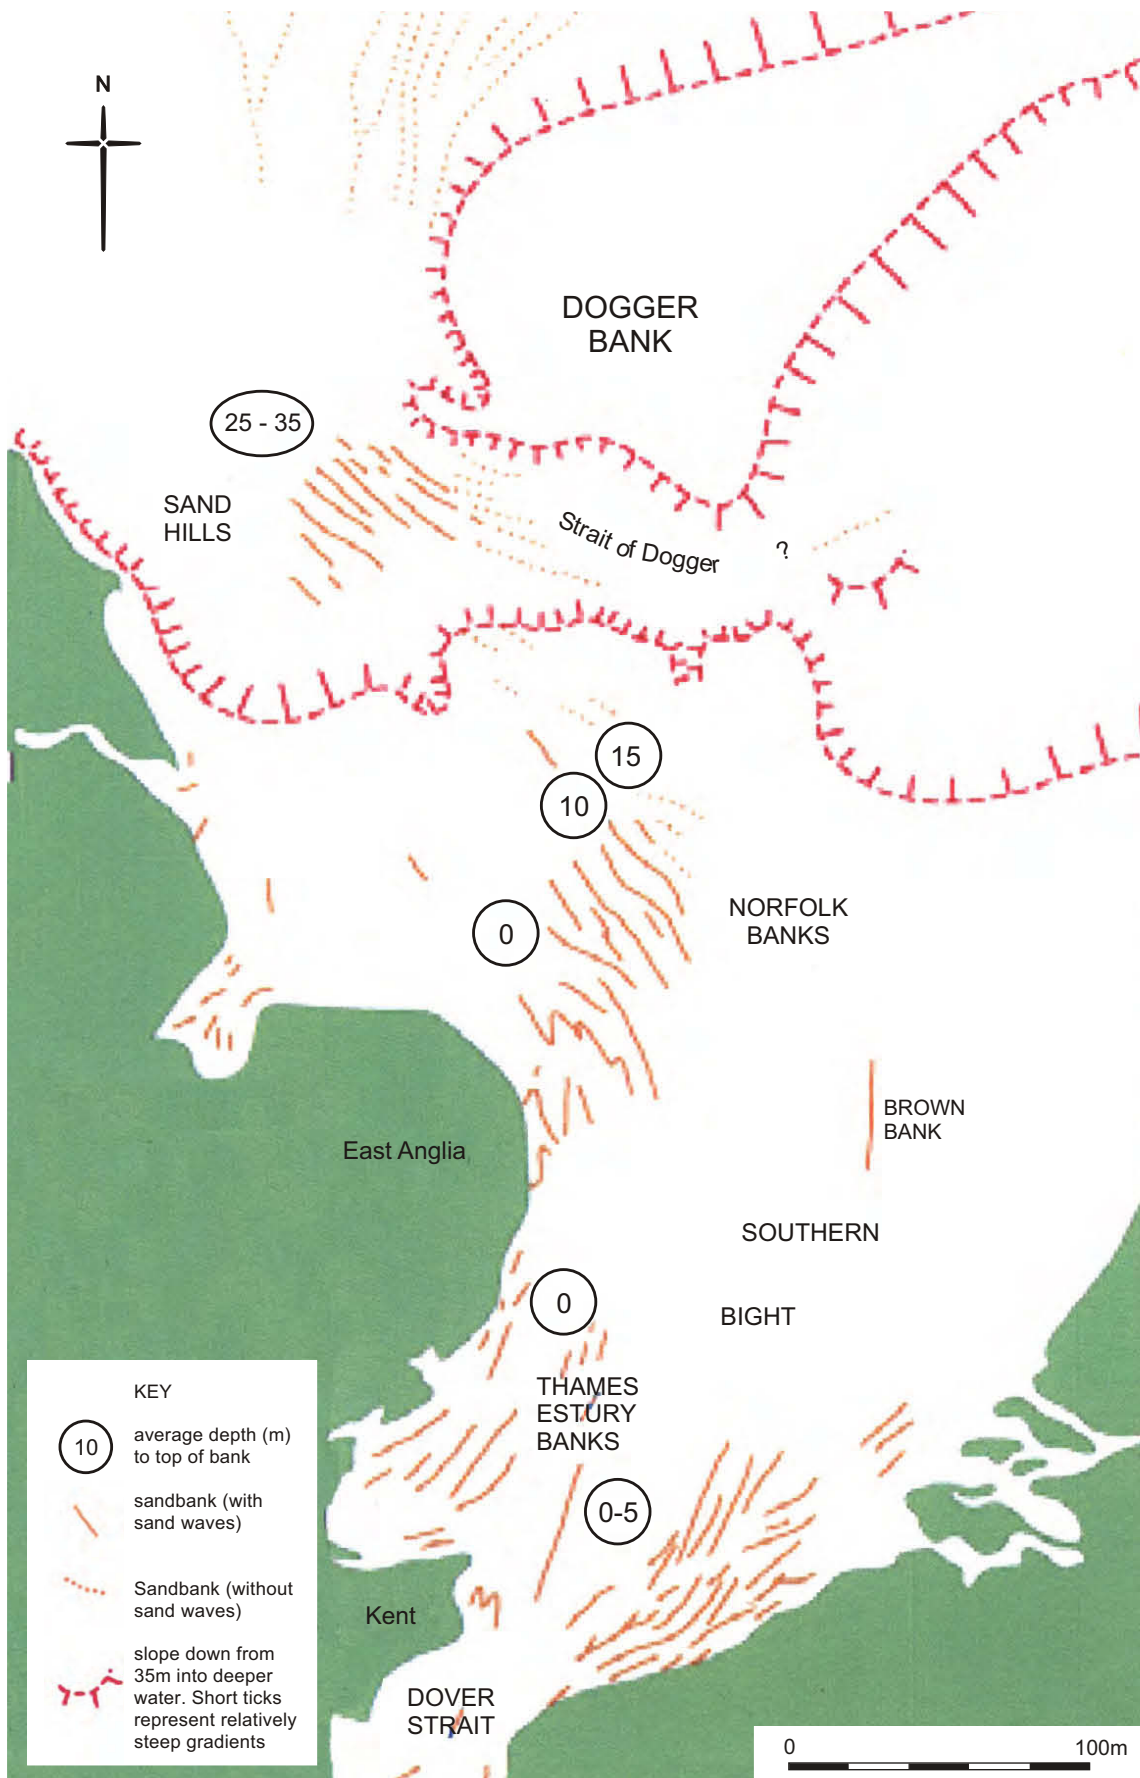 N
DOGGER
BANK
25 - 35
SAND
HILLS
Strait of Dogger
?
15
10
0
NORFOLK
BANKS
BROWN
BANK
East Anglia
SOUTHERN
0
BIGHT
THAMES
ESTURY
BANKS
0-5
Kent
DOVER
STRAIT
KEY
10
average depth (m)
to top of bank
sandbank (with
sand waves)
Sandbank (without
sand waves)
slope down from
35m into deeper
water. Short ticks
represent relatively
steep gradients
0
100m